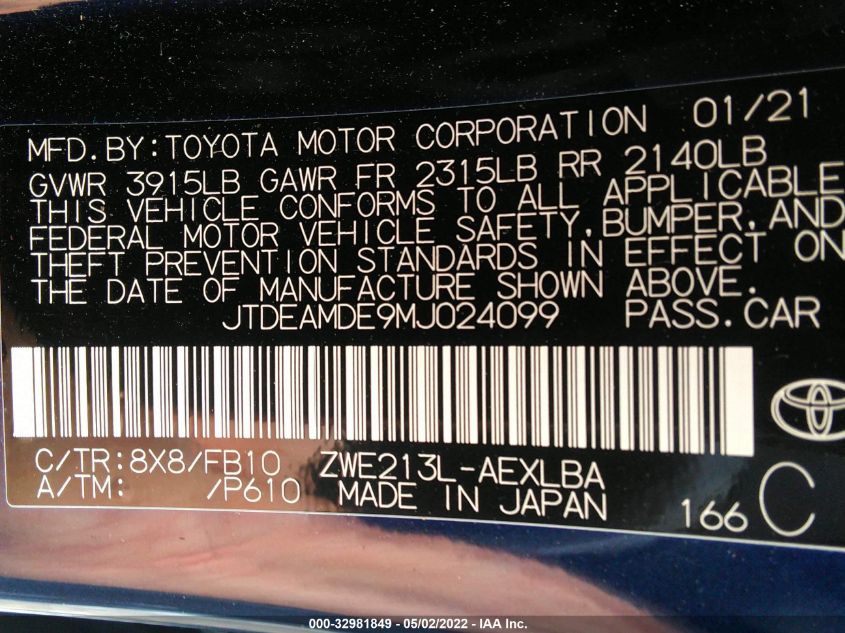 MFD.BY:TOYOTA MOTOR CORPORATION 01/21
GVWR 3915LB GAWR FR 2315LB RR 2140LB
THIS VEHICLE CONFORMS TO ALL APPLICABLE
FEDERAL MOTOR VEHICLE SAFETY,BUMPER,AND
THEFT PREVENTION STANDARDS IN EFFECT ON
THE DATE OF MANUFACTURE SHOWN ABOVE.
JTDEAMDE9MJ024099 PASS.CAR
C/TR:8X8/FB10 ZWE213L-AEXLBA
A/TM: /P610 MADE IN JAPAN 166 C
000-32981849 - 05/02/2022 - IAA Inc.